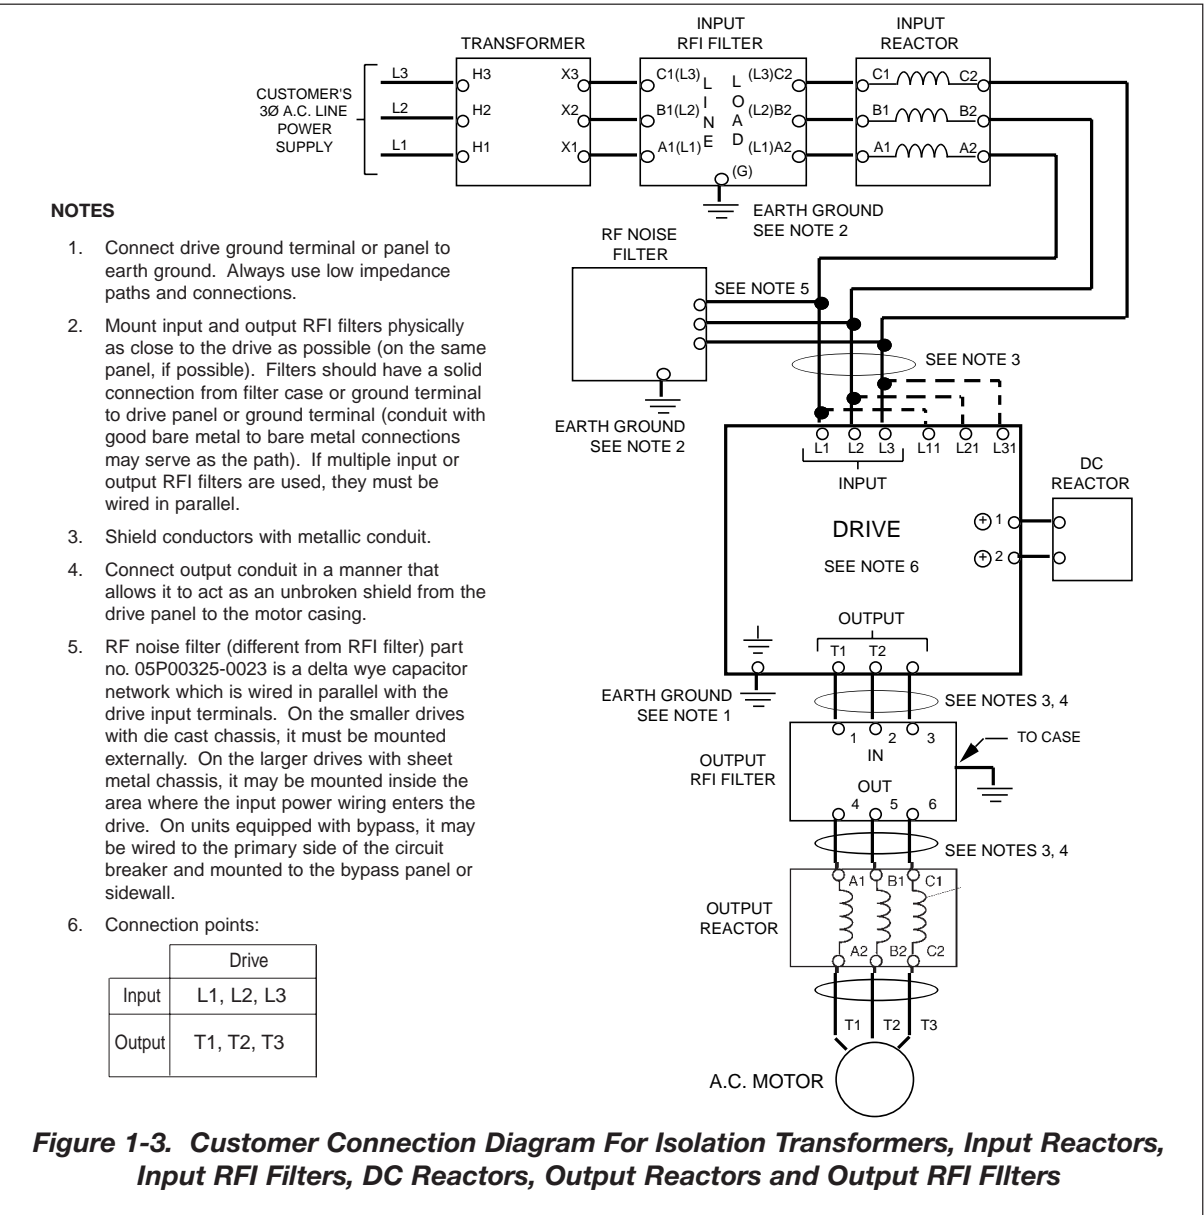 INPUT
RFI FILTER
INPUT
REACTOR
TRANSFORMER
CUSTOMER'S
3Ø A.C. LINE
POWER
SUPPLY
L3
L2
L1
H3
H2
H1
X3
X2
X1
C1(L3)
B1(L2)
A1(L1)
LINE
LOAD
(L3)C2
(L2)B2
(L1)A2
(G)
C1
C2
B1
B2
A1
A2
EARTH GROUND
SEE NOTE 2
NOTES
1. Connect drive ground terminal or panel to
earth ground. Always use low impedance
paths and connections.
2. Mount input and output RFI filters physically
as close to the drive as possible (on the same
panel, if possible). Filters should have a solid
connection from filter case or ground terminal
to drive panel or ground terminal (conduit with
good bare metal to bare metal connections
may serve as the path). If multiple input or
output RFI filters are used, they must be
wired in parallel.
3. Shield conductors with metallic conduit.
4. Connect output conduit in a manner that
allows it to act as an unbroken shield from the
drive panel to the motor casing.
5. RF noise filter (different from RFI filter) part
no. 05P00325-0023 is a delta wye capacitor
network which is wired in parallel with the
drive input terminals. On the smaller drives
with die cast chassis, it must be mounted
externally. On the larger drives with sheet
metal chassis, it may be mounted inside the
area where the input power wiring enters the
drive. On units equipped with bypass, it may
be wired to the primary side of the circuit
breaker and mounted to the bypass panel or
sidewall.
6. Connection points:
Drive
Input L1, L2, L3
Output T1, T2, T3
RF NOISE
FILTER
SEE NOTE 5
SEE NOTE 3
EARTH GROUND
SEE NOTE 2
L1 L2 L3 L11 L21 L31
INPUT
DRIVE
SEE NOTE 6
+ 1
+ 2
DC
REACTOR
OUTPUT
T1 T2
EARTH GROUND
SEE NOTE 1
SEE NOTES 3, 4
OUTPUT
RFI FILTER
1 2 3
IN
OUT
4 5 6
TO CASE
SEE NOTES 3, 4
OUTPUT
REACTOR
A1 B1 C1
A2 B2 C2
T1 T2 T3
A.C. MOTOR
Figure 1-3. Customer Connection Diagram For Isolation Transformers, Input Reactors,
Input RFI Filters, DC Reactors, Output Reactors and Output RFI FIlters